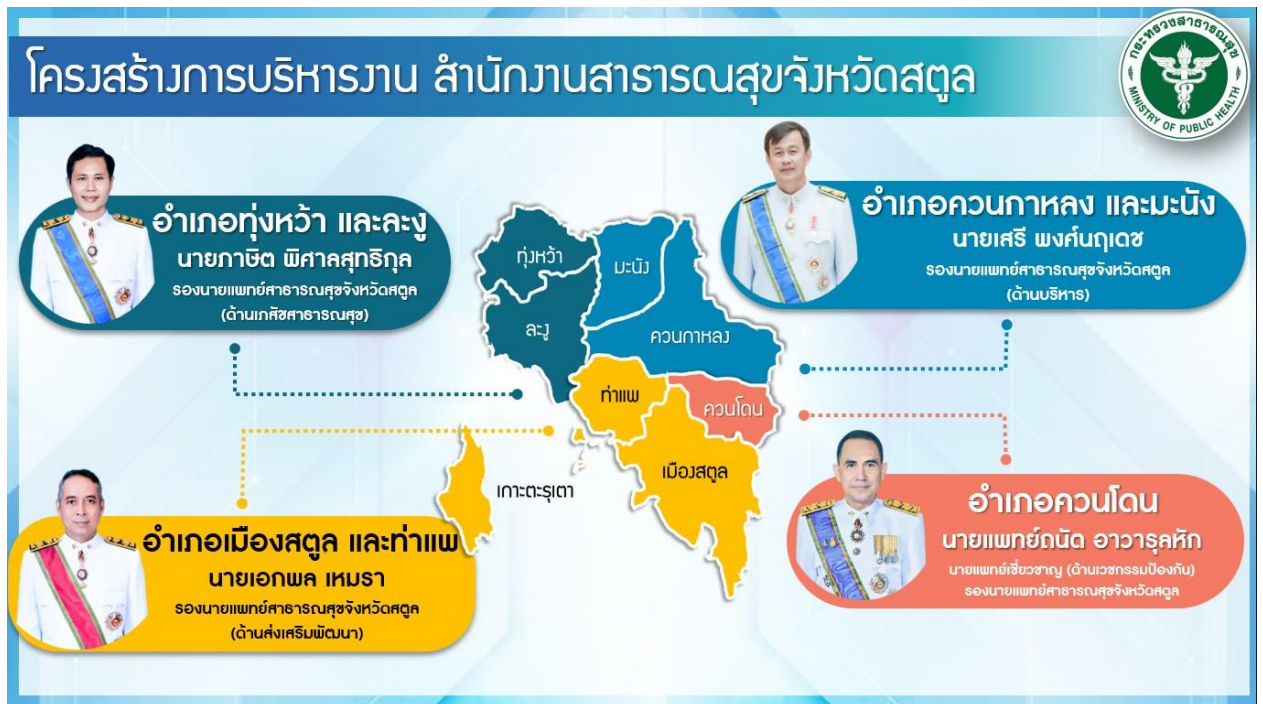 โครงสร้างการบริหารงาน สำนักงานสาธารณสุขจังหวัดสตูล
กระทรวงสาธารณสุข
MINISTRY OF PUBLIC HEALTH
อำเภอทุ่งหว้า และละงู
นายภาษิต พิศาลสุทธิกุล
รองนายแพทย์สาธารณสุขจังหวัดสตูล
(ด้านเภสัชสาธารณสุข)
อำเภอควนกาหลง และมะนัง
นายเสรี พงศ์นฤเดช
รองนายแพทย์สาธารณสุขจังหวัดสตูล
(ด้านบริหาร)
ทุ่งหว้า
มะนัง
ละงู
ควนกาหลง
ท่าแพ
ควนโดน
เมืองสตูล
เกาะตะรุเตา
อำเภอเมืองสตูล และท่าแพ
นายเอกพล เหมรา
รองนายแพทย์สาธารณสุขจังหวัดสตูล
(ด้านส่งเสริมพัฒนา)
อำเภอควนโดน
นายแพทย์ถนัด อาวารุลหัก
นายแพทย์เชี่ยวชาญ (ด้านเวชกรรมป้องกัน)
รองนายแพทย์สาธารณสุขจังหวัดสตูล